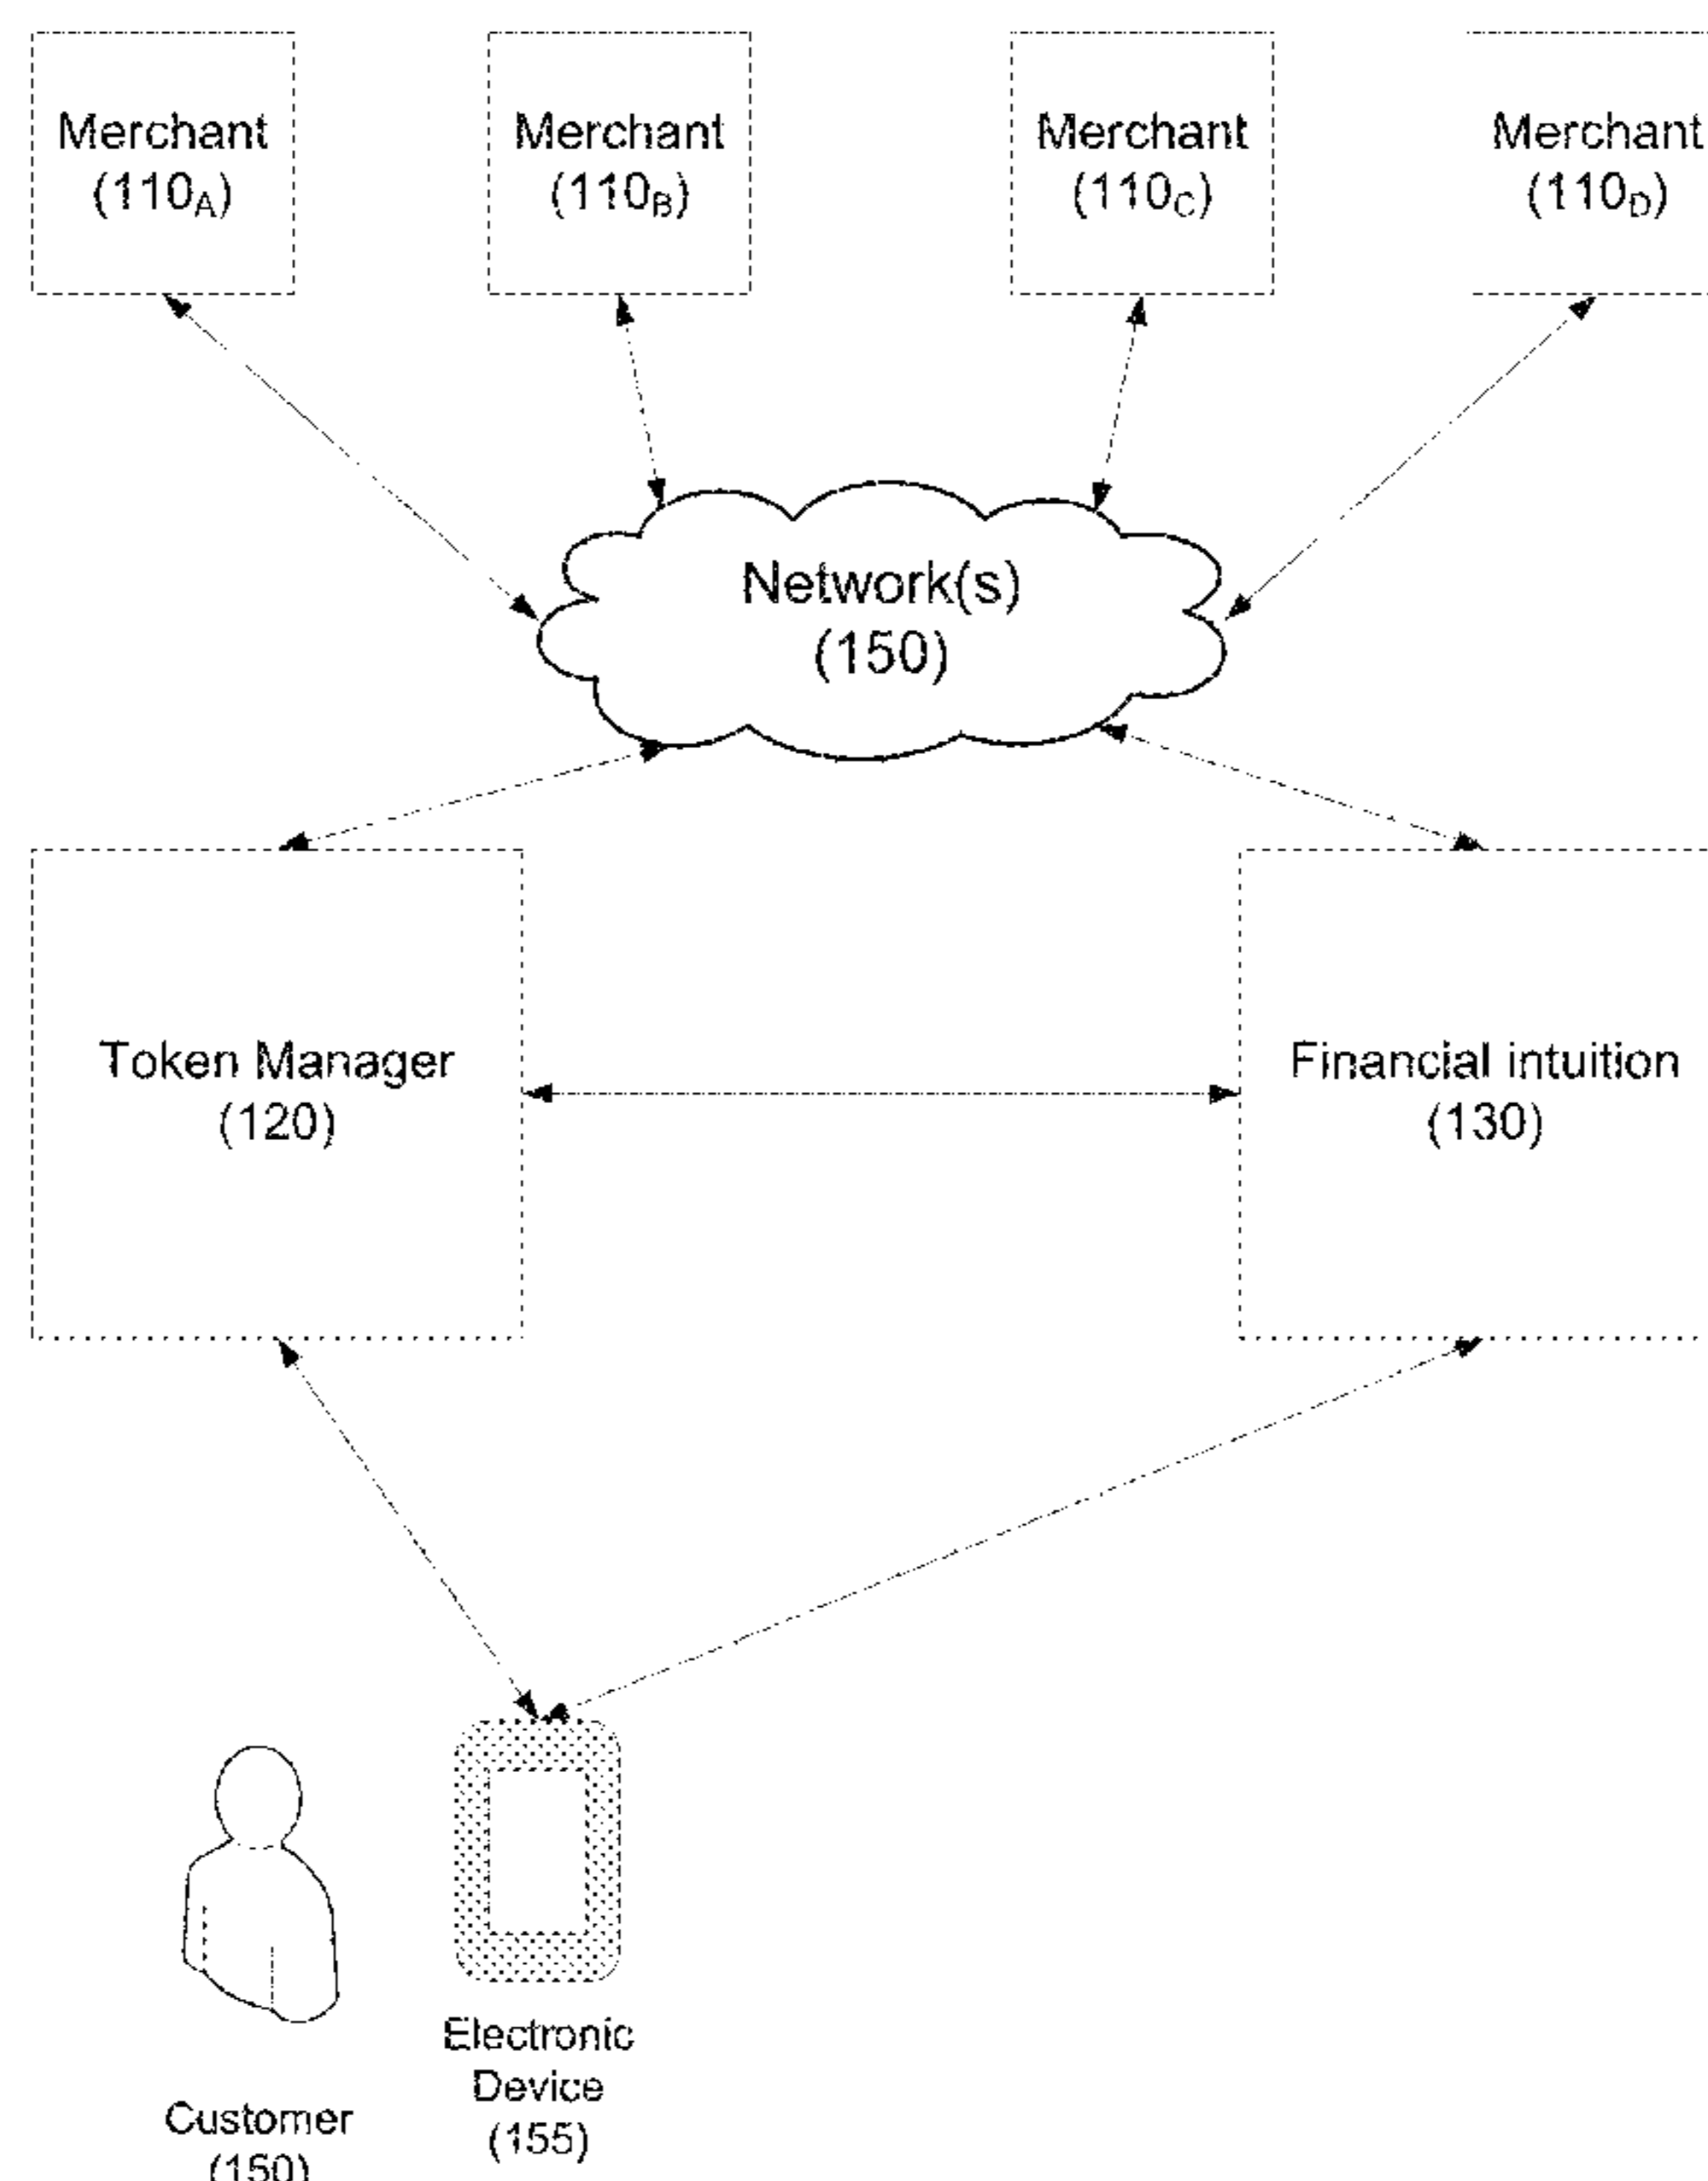 Merchant
(110A)
Merchant
(110B)
Merchant
(110C)
Merchant
(110D)
Network(s)
(150)
Token Manager
(120)
Financial intuition
(130)
Electronic
Device
(155)
Customer
(150)